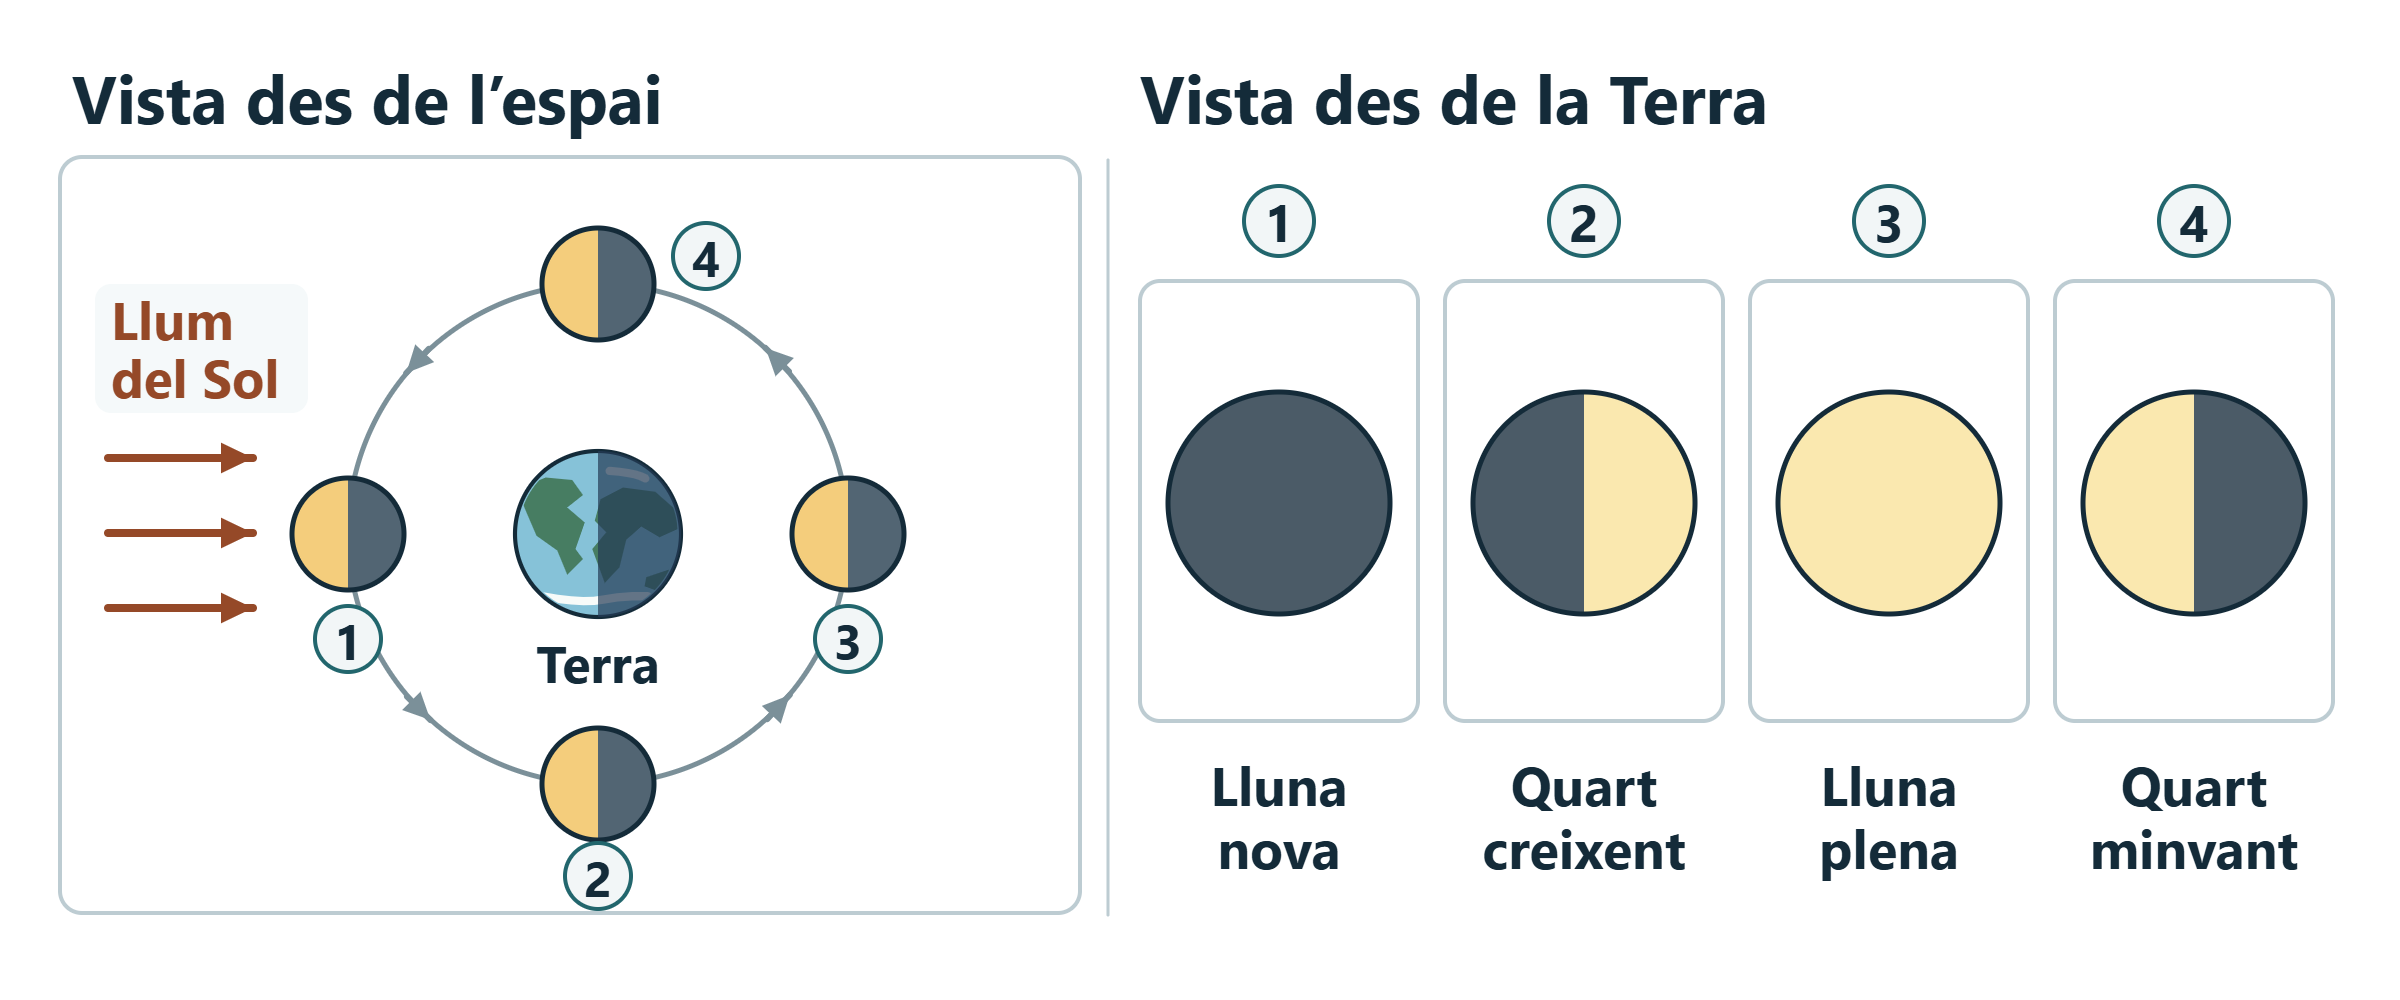 Vista des de l’espai
Llum
del Sol
4
1
Terra
3
2
Vista des de la Terra
1
2
3
4
Lluna
nova
Quart
creixent
Lluna
plena
Quart
minvant